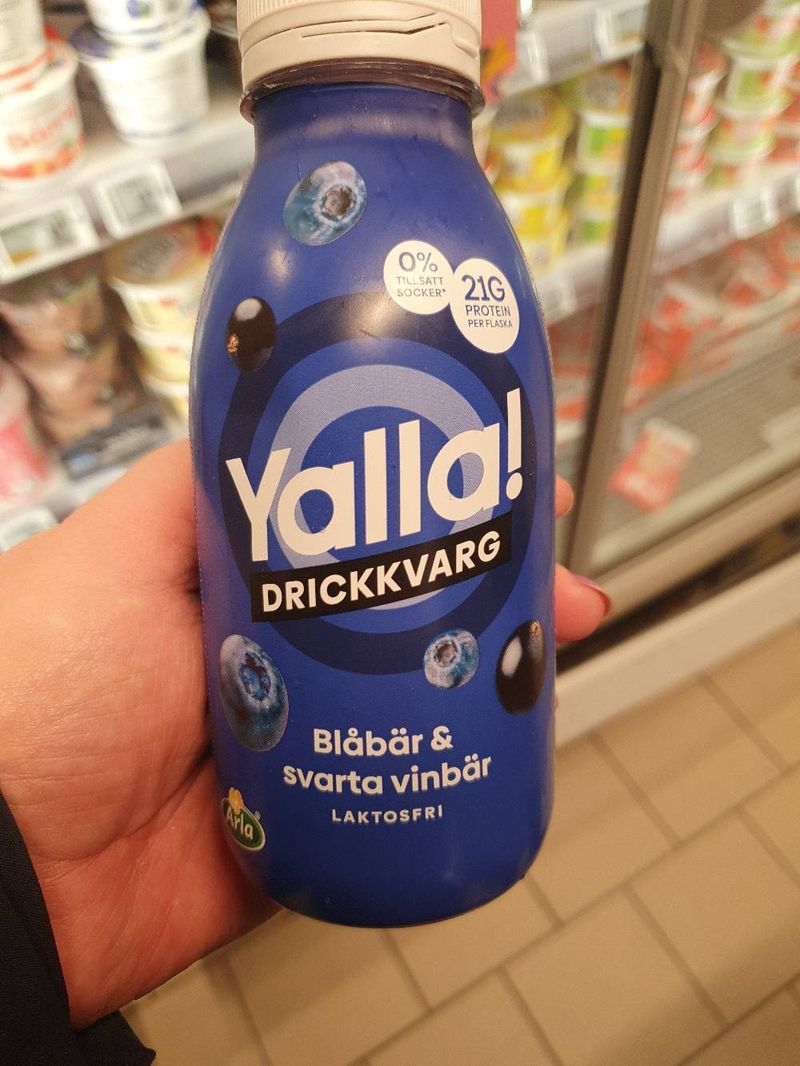 0%
TILLSATT
SOCKER*
21G
PROTEIN
PER FLASKA
Yalla!
DRICKKVARG
Blåbär &
svarta vinbär
LAKTOSFRI
Arla